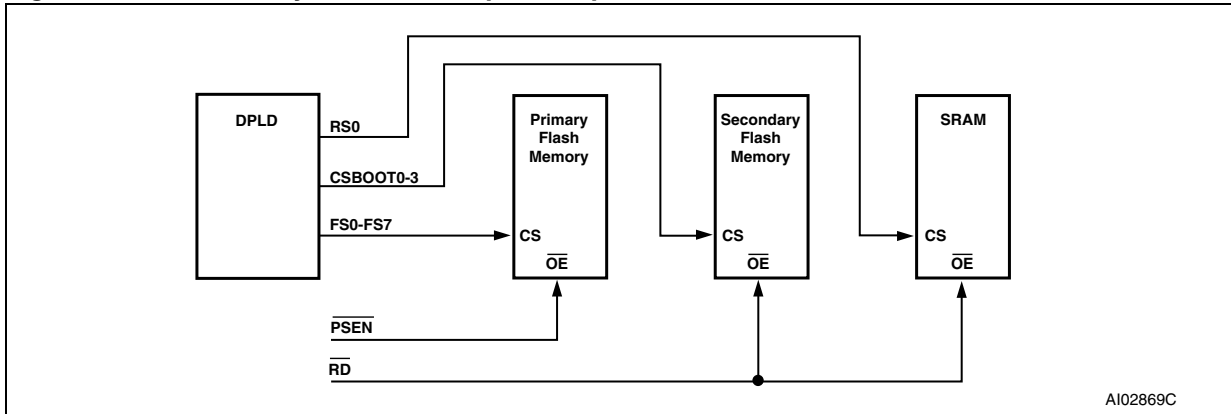 DPLD
RS0
CSBOOT0-3
FS0-FS7
Primary
Flash
Memory
CS
OE
Secondary
Flash
Memory
CS
OE
SRAM
CS
OE
PSEN
RD
AI02869C